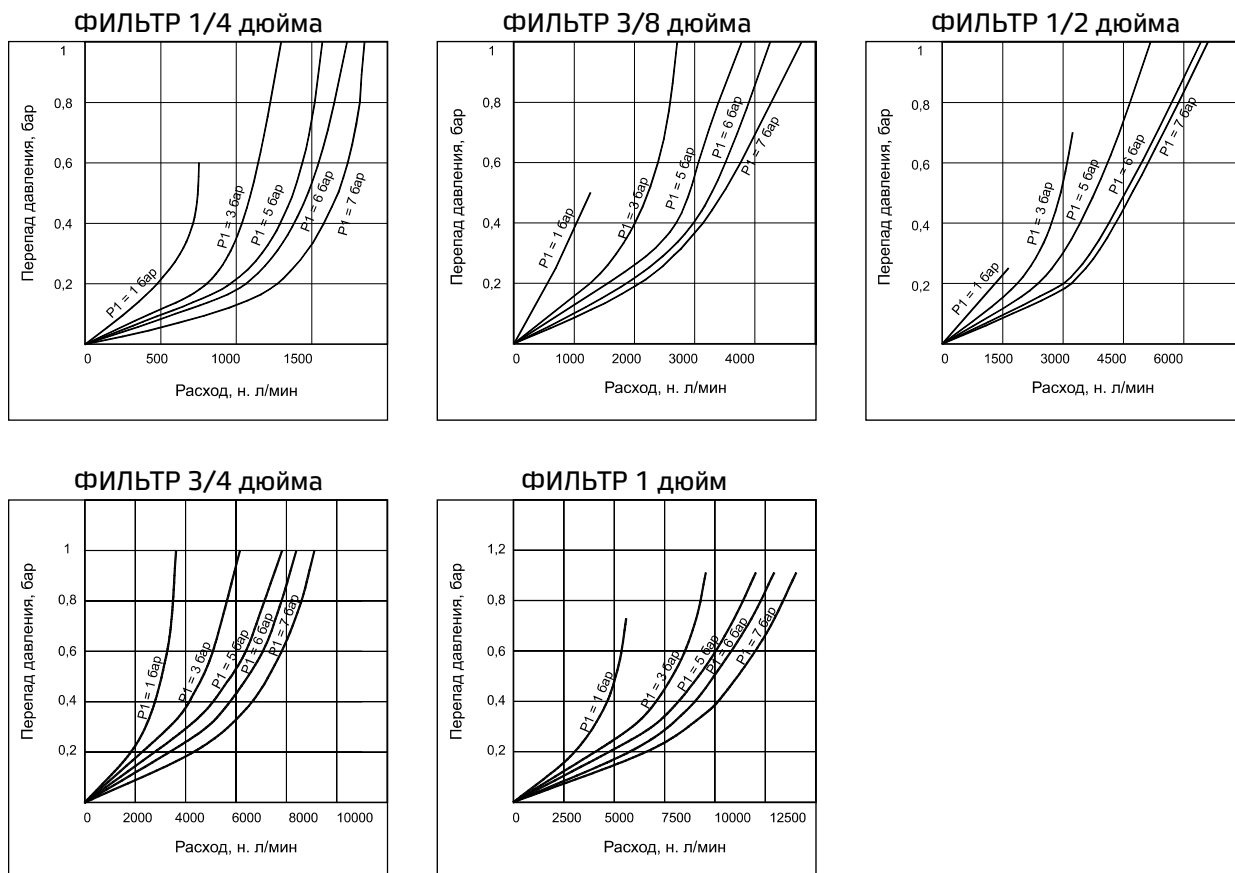 ФИЛЬТР 1/4 дюйма
Перепад давления, бар
1
0,8
0,6
0,4
0,2
P1 = 1 бар
P1 = 3 бар
P1 = 5 бар
P1 = 6 бар
P1 = 7 бар
0 500 1000 1500
Расход, н. л/мин
ФИЛЬТР 3/8 дюйма
Перепад давления, бар
1
0,8
0,6
0,4
0,2
P1 = 1 бар
P1 = 3 бар
P1 = 5 бар
P1 = 6 бар
P1 = 7 бар
0 1000 2000 3000 4000
Расход, н. л/мин
ФИЛЬТР 1/2 дюйма
Перепад давления, бар
1
0,8
0,6
0,4
0,2
P1 = 1 бар
P1 = 3 бар
P1 = 5 бар
P1 = 6 бар
P1 = 7 бар
0 1500 3000 4500 6000
Расход, н. л/мин
ФИЛЬТР 3/4 дюйма
Перепад давления, бар
1
0,8
0,6
0,4
0,2
P1 = 1 бар
P1 = 3 бар
P1 = 5 бар
P1 = 6 бар
P1 = 7 бар
0 2000 4000 6000 8000 10000
Расход, н. л/мин
ФИЛЬТР 1 дюйм
Перепад давления, бар
1,2
0,8
0,6
0,4
0,2
P1 = 1 бар
P1 = 3 бар
P1 = 5 бар
P1 = 6 бар
P1 = 7 бар
0 2500 5000 7500 10000 12500
Расход, н. л/мин